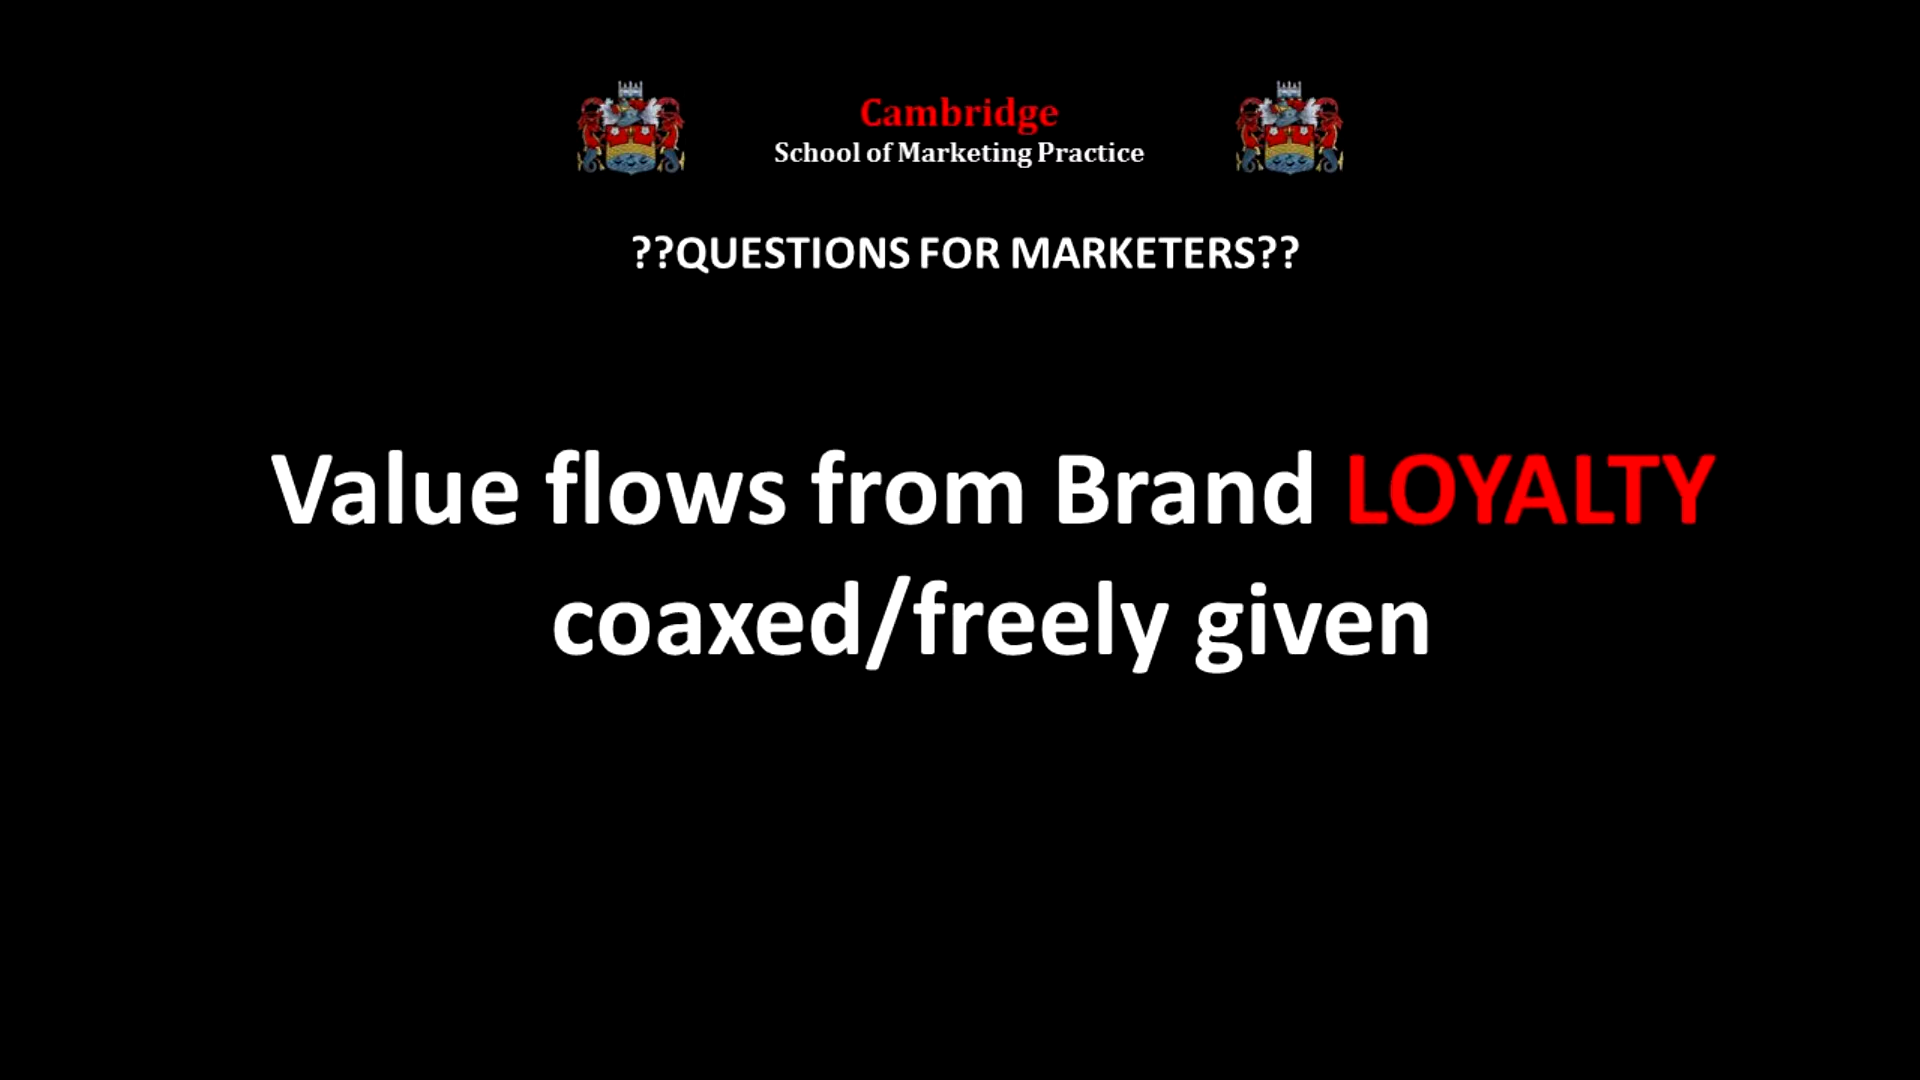 Cambridge
School of Marketing Practice
??QUESTIONS FOR MARKETERS??
Value flows from Brand LOYALTY
coaxed/freely given